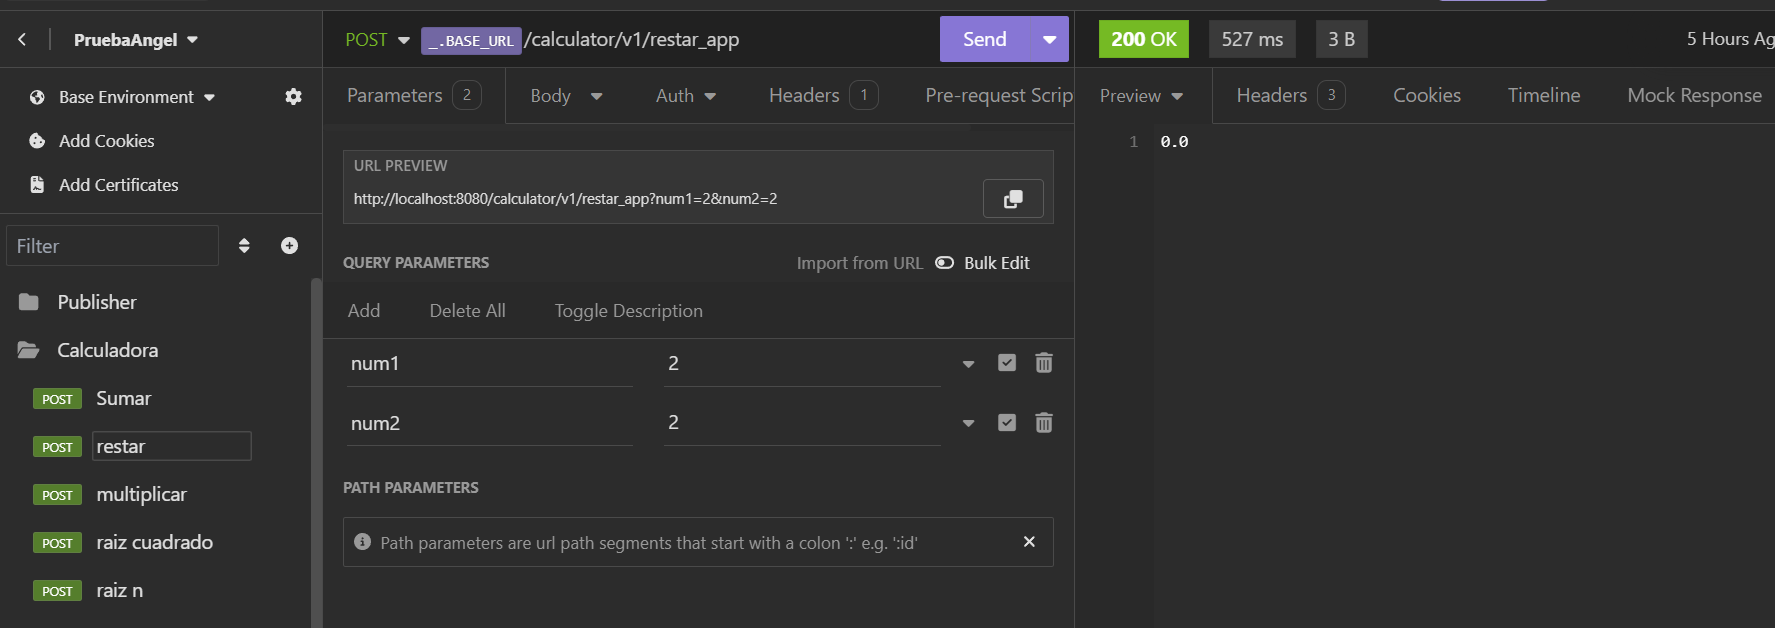 PruebaAngel
Base Environment
Add Cookies
Add Certificates
Filter
Publisher
Calculadora
POST Sumar
POST restar
POST multiplicar
POST raiz cuadrado
POST raiz n
POST _.BASE_URL /calculator/v1/restar_app
Send
Parameters 2
Body
Auth
Headers 1
Pre-request Scrip
URL PREVIEW
http://localhost:8080/calculator/v1/restar_app?num1=2&num2=2
QUERY PARAMETERS
Import from URL
Bulk Edit
Add
Delete All
Toggle Description
num1 2
num2 2
PATH PARAMETERS
Path parameters are url path segments that start with a colon ':' e.g. ':id'
200 OK
527 ms
3 B
5 Hours Ag
Preview
Headers 3
Cookies
Timeline
Mock Response
1 0.0